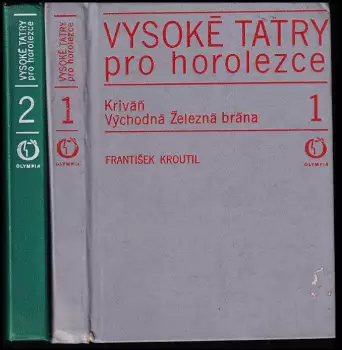 VYSOKÉ TATRY
pro horolezce
2
OLYMPIA
VYSOKÉ TATRY
pro horolezce
1
OLYMPIA
VYSOKÉ TATRY
pro horolezce
Kriváň
Východná Železná brána
1
FRANTIŠEK KROUTIL
OLYMPIA